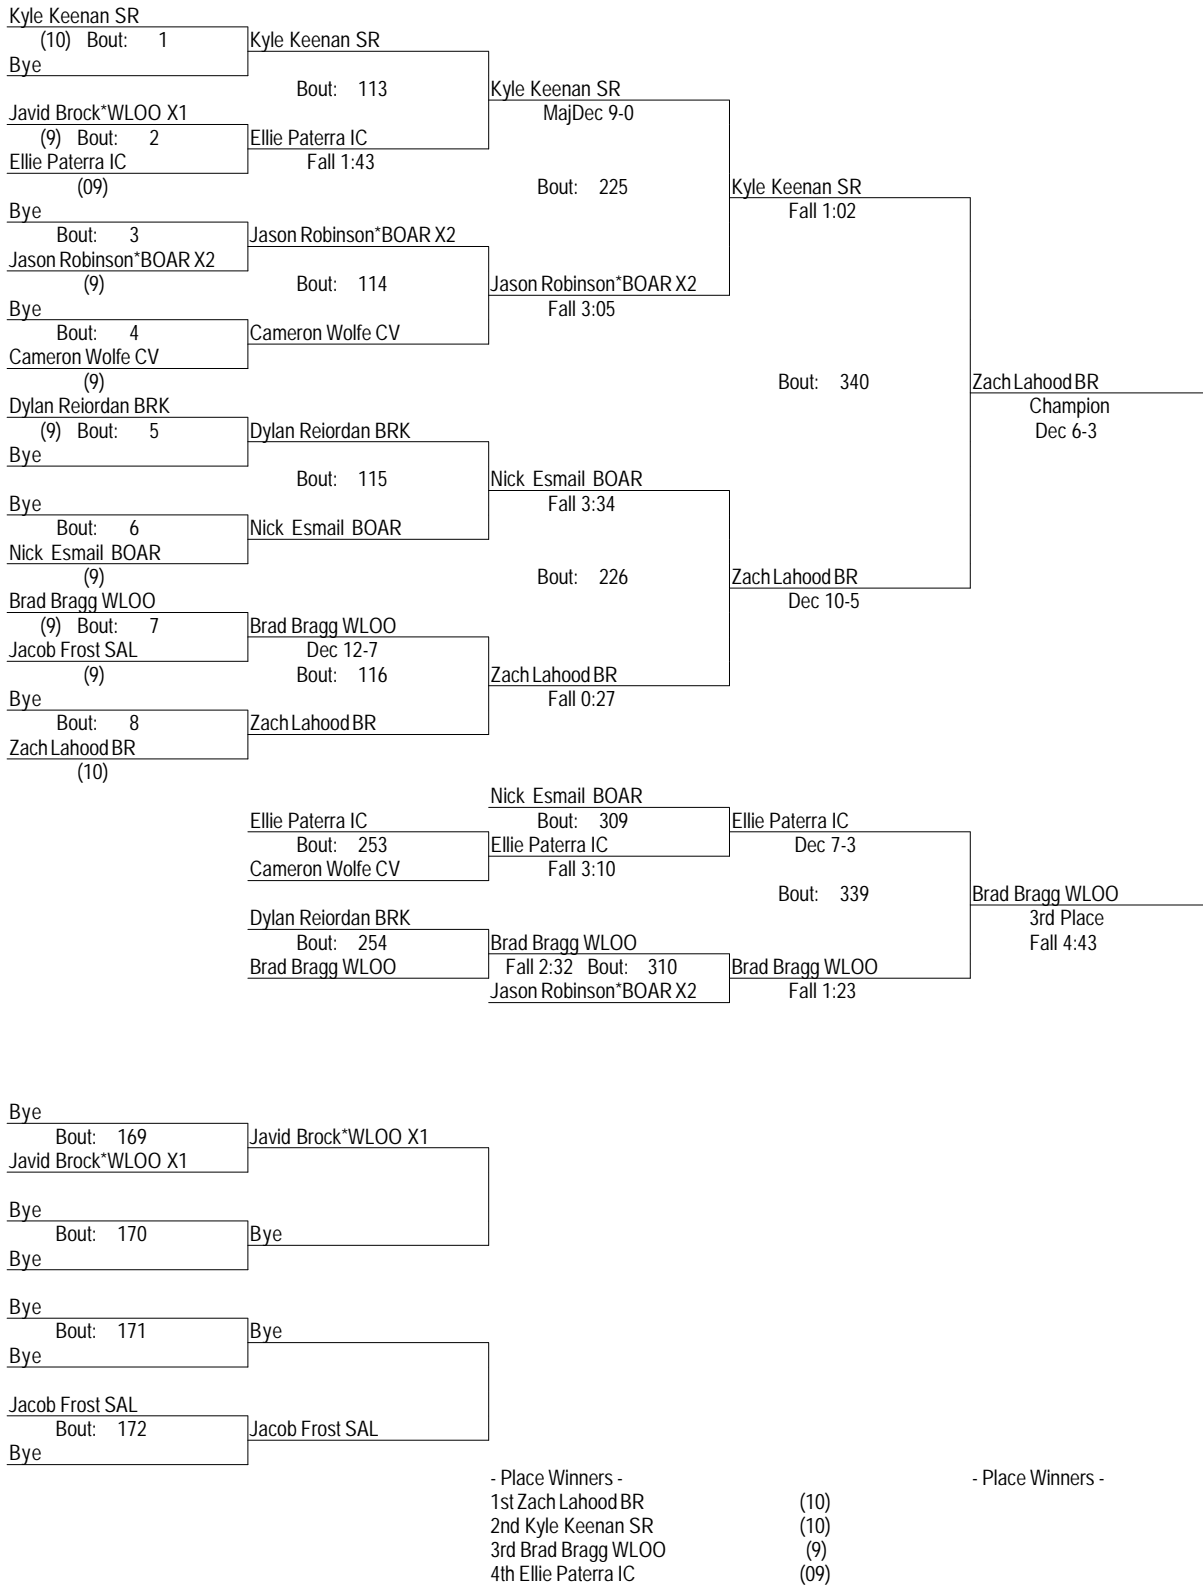 Kyle Keenan SR
(10) Bout: 1 Kyle Keenan SR
Bye
Bout: 113 Kyle Keenan SR
Javid Brock*WLOO X1 MajDec 9-0
(9) Bout: 2 Ellie Paterra IC
Ellie Paterra IC Fall 1:43
(09) Bout: 225 Kyle Keenan SR
Bye Fall 1:02
Bout: 3 Jason Robinson*BOAR X2
Jason Robinson*BOAR X2
(9) Bout: 114 Jason Robinson*BOAR X2
Bye Fall 3:05
Bout: 4 Cameron Wolfe CV
Cameron Wolfe CV
(9) Bout: 340 Zach Lahood BR
Dylan Reiordan BRK Champion
(9) Bout: 5 Dylan Reiordan BRK Dec 6-3
Bye
Bout: 115 Nick Esmail BOAR
Bye Fall 3:34
Bout: 6 Nick Esmail BOAR
Nick Esmail BOAR
(9) Bout: 226 Zach Lahood BR
Brad Bragg WLOO Dec 10-5
(9) Bout: 7 Brad Bragg WLOO
Jacob Frost SAL Dec 12-7
(9) Bout: 116 Zach Lahood BR
Bye Fall 0:27
Bout: 8 Zach Lahood BR
Zach Lahood BR
(10)
Nick Esmail BOAR
Ellie Paterra IC Bout: 309 Ellie Paterra IC
Bout: 253 Ellie Paterra IC Dec 7-3
Cameron Wolfe CV Fall 3:10
Bout: 339 Brad Bragg WLOO
Dylan Reiordan BRK 3rd Place
Bout: 254 Brad Bragg WLOO Fall 4:43
Brad Bragg WLOO Fall 2:32 Bout: 310 Brad Bragg WLOO
Jason Robinson*BOAR X2 Fall 1:23
Bye
Bout: 169 Javid Brock*WLOO X1
Javid Brock*WLOO X1
Bye
Bout: 170 Bye
Bye
Bye
Bout: 171 Bye
Bye
Jacob Frost SAL
Bout: 172 Jacob Frost SAL
Bye
- Place Winners - - Place Winners -
1st Zach Lahood BR (10)
2nd Kyle Keenan SR (10)
3rd Brad Bragg WLOO (9)
4th Ellie Paterra IC (09)